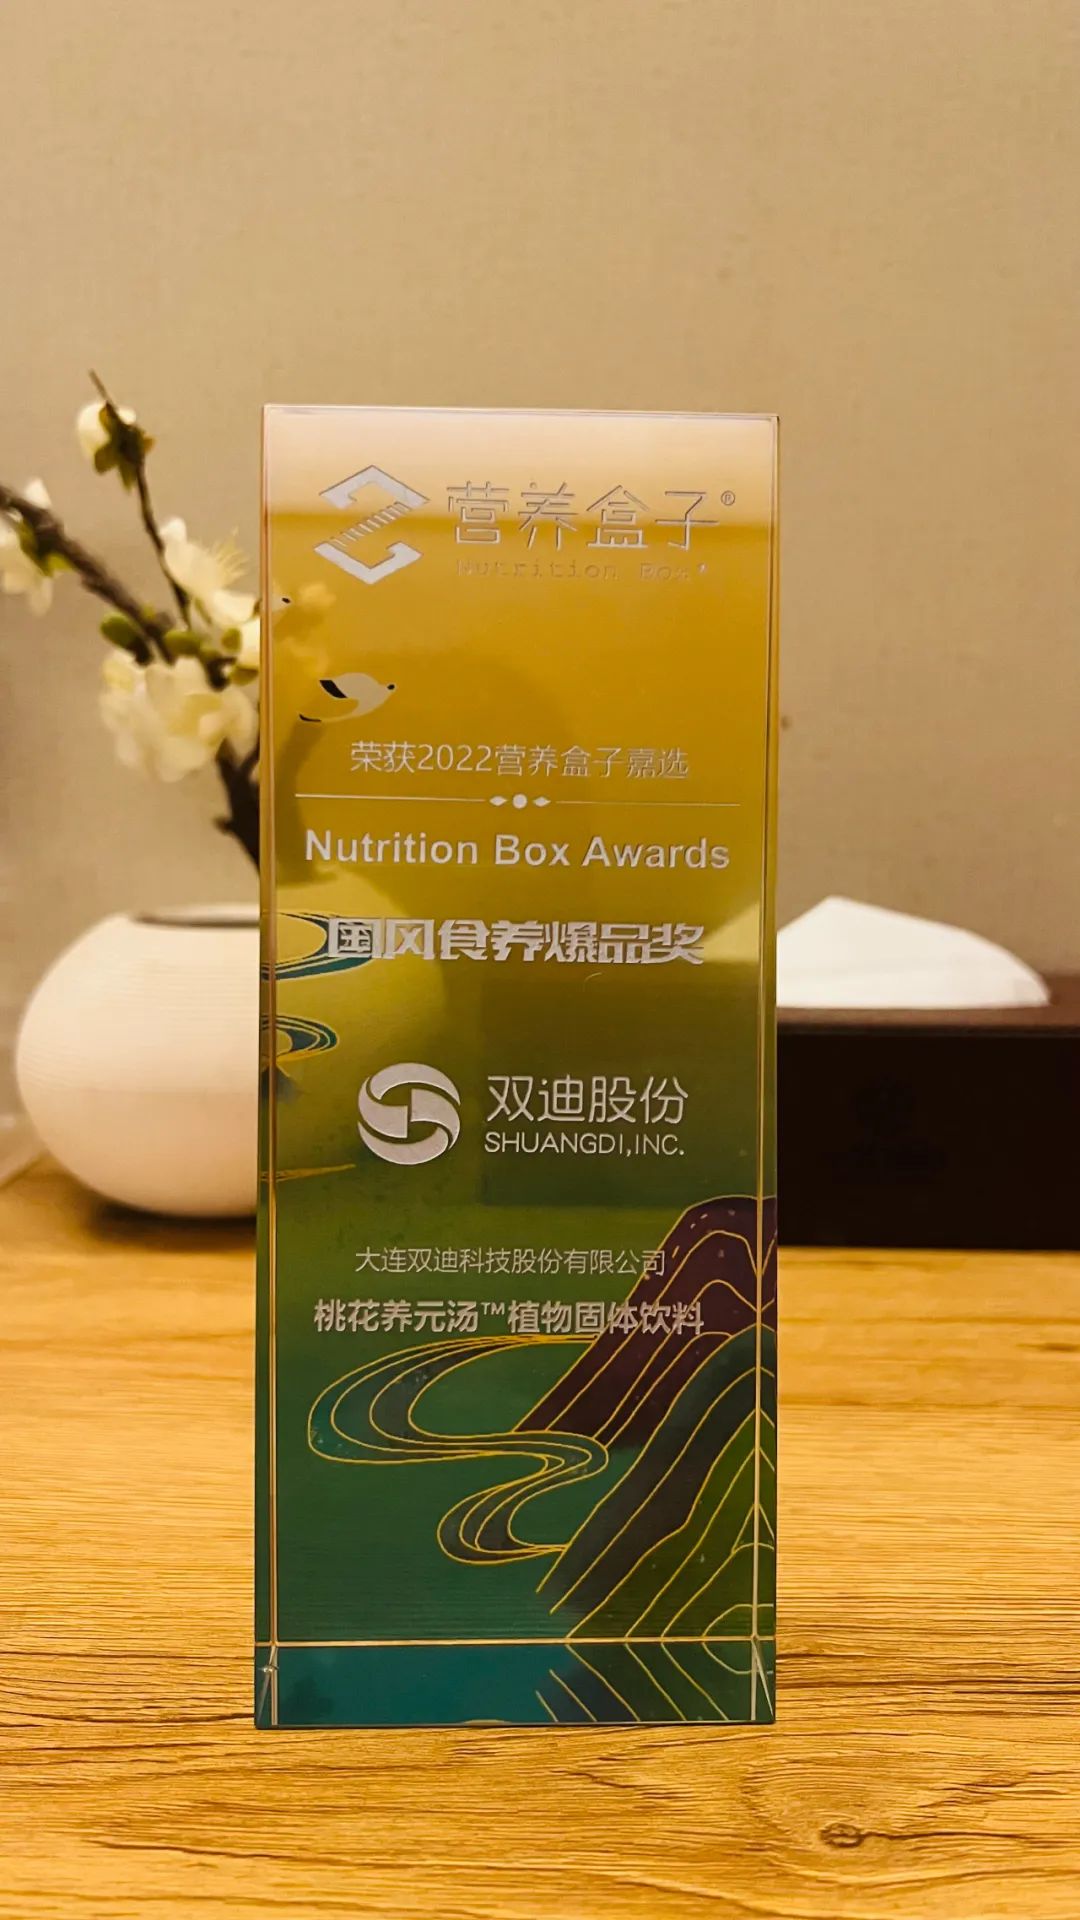 营养盒子®
Nutrition Box®
荣获2022营养盒子嘉选
Nutrition Box Awards
国风食养爆品奖
双迪股份
SHUANGDI,INC.
大连双迪科技股份有限公司
桃花养元汤™植物固体饮料